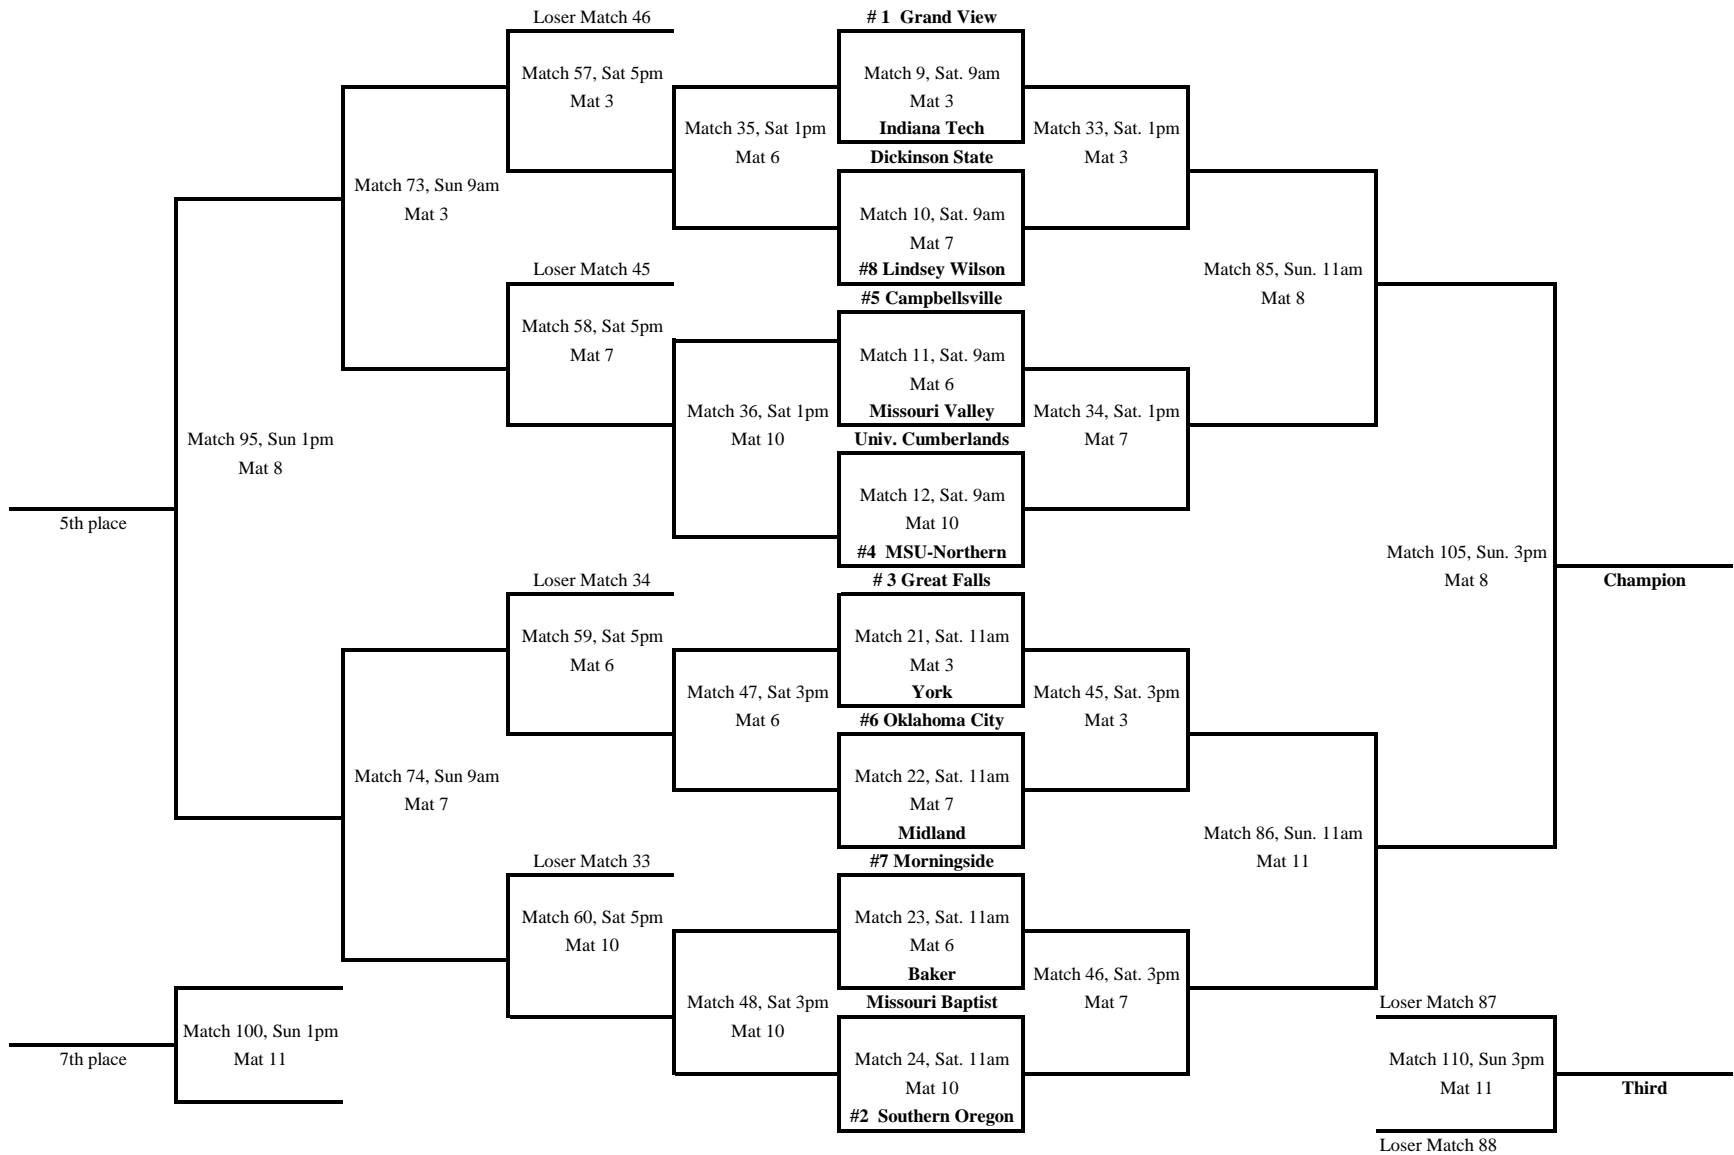 Loser Match 46
# 1  Grand View
Match 57, Sat 5pm
Mat 3
Match 9, Sat. 9am
Mat 3
Indiana Tech
Match 35, Sat 1pm
Mat 6
Match 33, Sat. 1pm
Mat 3
Dickinson State
Match 73, Sun 9am
Mat 3
Match 10, Sat. 9am
Mat 7
#8 Lindsey Wilson
Loser Match 45
Match 85, Sun. 11am
Mat 8
#5 Campbellsville
Match 58, Sat 5pm
Mat 7
Match 11, Sat. 9am
Mat 6
Missouri Valley
Match 36, Sat 1pm
Mat 10
Match 34, Sat. 1pm
Mat 7
Match 95, Sun 1pm
Mat 8
Univ. Cumberlands
Match 12, Sat. 9am
Mat 10
#4  MSU-Northern
5th place
Match 105, Sun. 3pm
Mat 8
Champion
Loser Match 34
# 3 Great Falls
Match 59, Sat 5pm
Mat 6
Match 21, Sat. 11am
Mat 3
York
Match 47, Sat 3pm
Mat 6
Match 45, Sat. 3pm
Mat 3
#6 Oklahoma City
Match 74, Sun 9am
Mat 7
Match 22, Sat. 11am
Mat 7
Midland
Match 86, Sun. 11am
Mat 11
Loser Match 33
#7 Morningside
Match 60, Sat 5pm
Mat 10
Match 23, Sat. 11am
Mat 6
Baker
Match 48, Sat 3pm
Mat 10
Match 46, Sat. 3pm
Mat 7
Missouri Baptist
Loser Match 87
Match 100, Sun 1pm
Mat 11
7th place
Match 24, Sat. 11am
Mat 10
#2  Southern Oregon
Match 110, Sun 3pm
Mat 11
Third
Loser Match 88